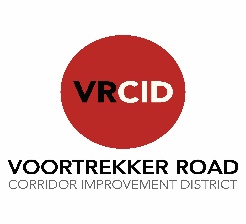 VRCID
VOORTREKKER ROAD
CORRIDOR IMPROVEMENT DISTRICT